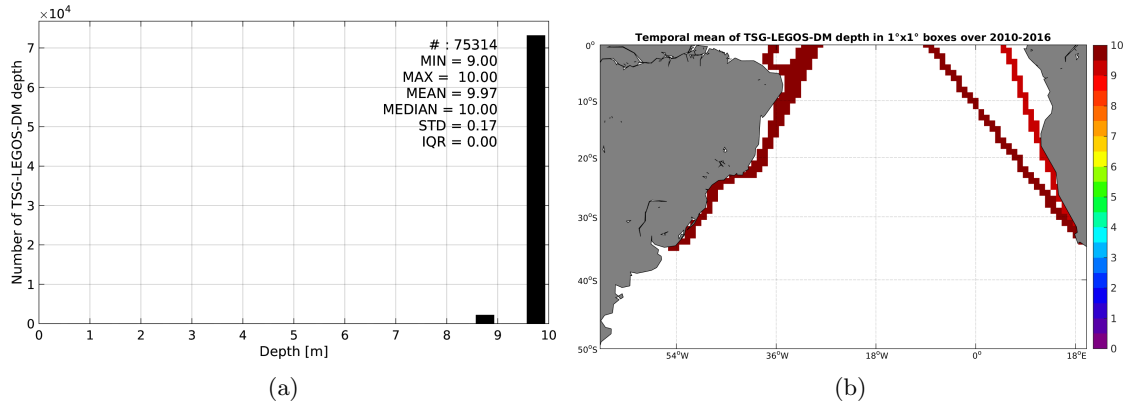 ×10⁴
7
6
5
4
3
2
1
0
Number of TSG-LEGOS-DM depth
# : 75314
MIN = 9.00
MAX = 10.00
MEAN = 9.97
MEDIAN = 10.00
STD = 0.17
IQR = 0.00
0 1 2 3 4 5 6 7 8 9 10
Depth [m]
(a)
Temporal mean of TSG-LEGOS-DM depth in 1°x1° boxes over 2010-2016
0°
10°S
20°S
30°S
40°S
50°S
54°W 36°W 18°W 0° 18°E
10
9
8
7
6
5
4
3
2
1
0
(b)